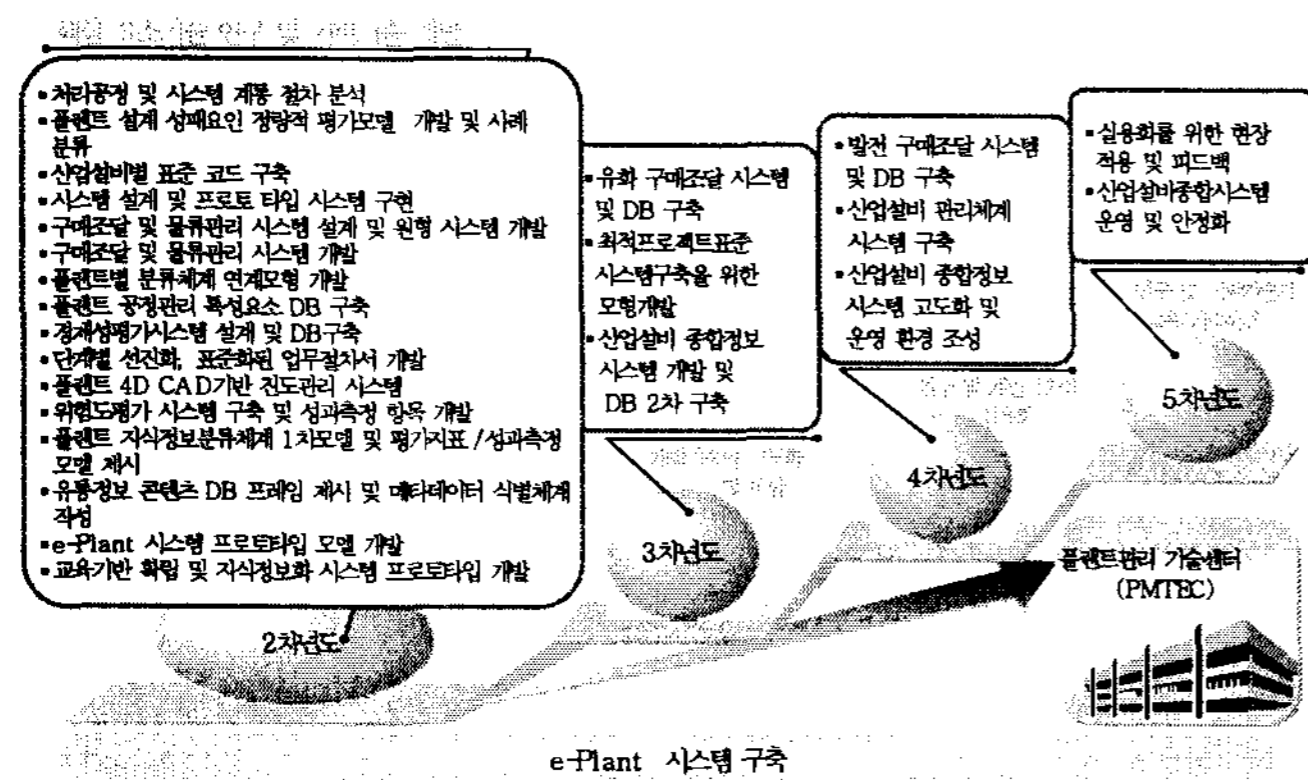 ▪처리공정 및 시스템 계통 절차 분석
▪플랜트 설계 성패요인 정량적 평가모델 개발 및 사례
분류
▪산업설비별 표준 코드 구축
▪시스템 설계 및 프로토 타입 시스템 구현
▪구매조달 및 물류관리 시스템 설계 및 원형 시스템 개발
▪구매조달 및 물류관리 시스템 개발
▪플랜트별 분류체계 연계모형 개발
▪플랜트 공정관리 특성요소 DB 구축
▪경제성평가시스템 설계 및 DB구축
▪단계별 선진화, 표준화된 업무절차서 개발
▪플랜트 4D CAD기반 진도관리 시스템
▪위험도평가 시스템 구축 및 성과측정 항목 개발
▪플랜트 지식정보분류체계 1차모델 및 평가지표 /성과측정
모델 제시
▪유통정보 콘텐츠 DB 프레임 제시 및 메타데이터 식별체계
작성
▪e-Plant 시스템 프로토타입 모델 개발
▪교육기반 확립 및 지식정보화 시스템 프로토타입 개발
2차년도
▪유화 구매조달 시스템
및 DB 구축
▪최적프로젝트표준
시스템구축을 위한
모형개발
▪산업설비 종합정보
시스템 개발 및
DB 2차 구축
3차년도
▪발전 구매조달 시스템
및 DB 구축
▪산업설비 관리체계
시스템 구축
▪산업설비 종합정보
시스템 고도화 및
운영 환경 조성
4차년도
▪실용화를 위한 현장
적용 및 피드백
▪산업설비종합시스템
운영 및 안정화
5차년도
플랜트관리 기술센터
(PMTEC)
e-Plant 시스템 구축